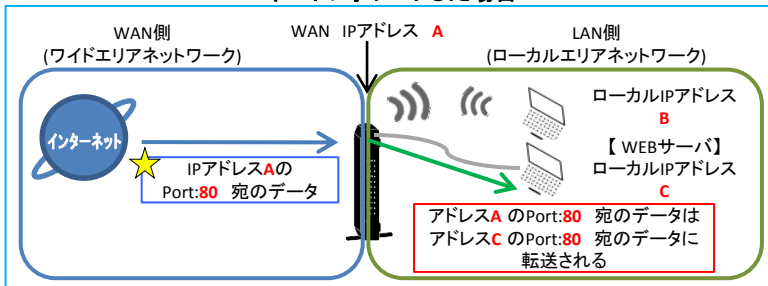 WAN側
(ワイドエリアネットワーク)
WAN IPアドレス A
LAN側
(ローカルエリアネットワーク)
インターネット
IPアドレスAの
Port:80 宛のデータ
ローカルIPアドレス
B
【 WEBサーバ】
ローカルIPアドレス
C
アドレスA のPort:80 宛のデータは
アドレスC のPort:80 宛のデータに
転送される